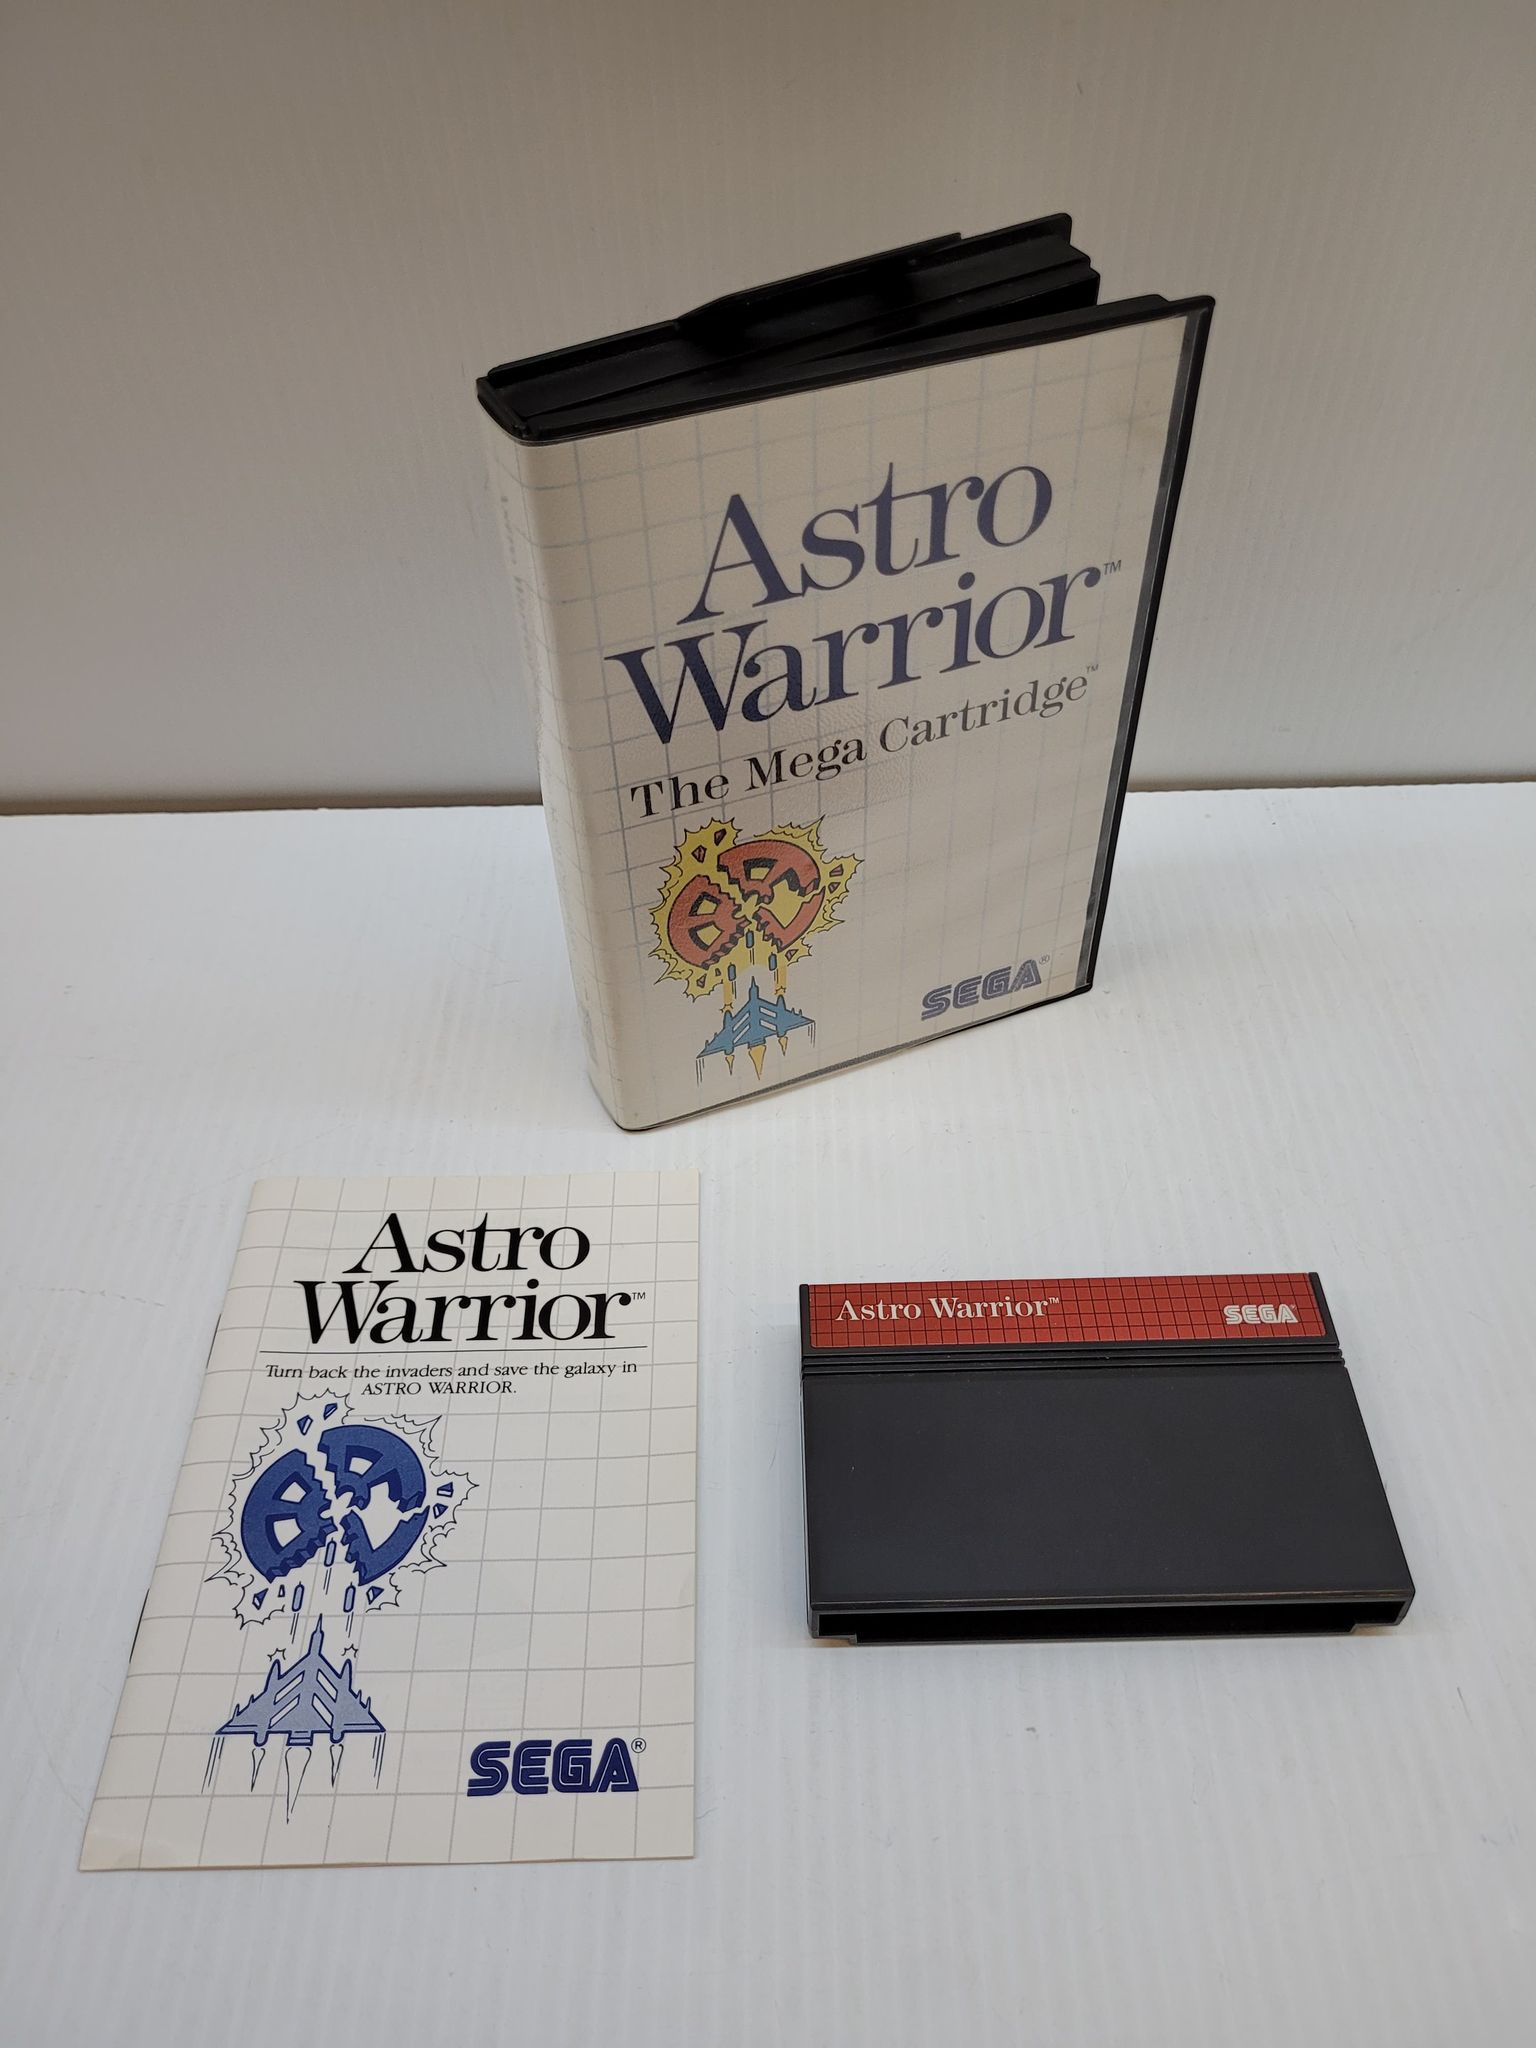 Astro
Warrior™
The Mega Cartridge™
SEGA®
Astro
Warrior™
Turn back the invaders and save the galaxy in
ASTRO WARRIOR.
SEGA®
Astro Warrior™
SEGA®